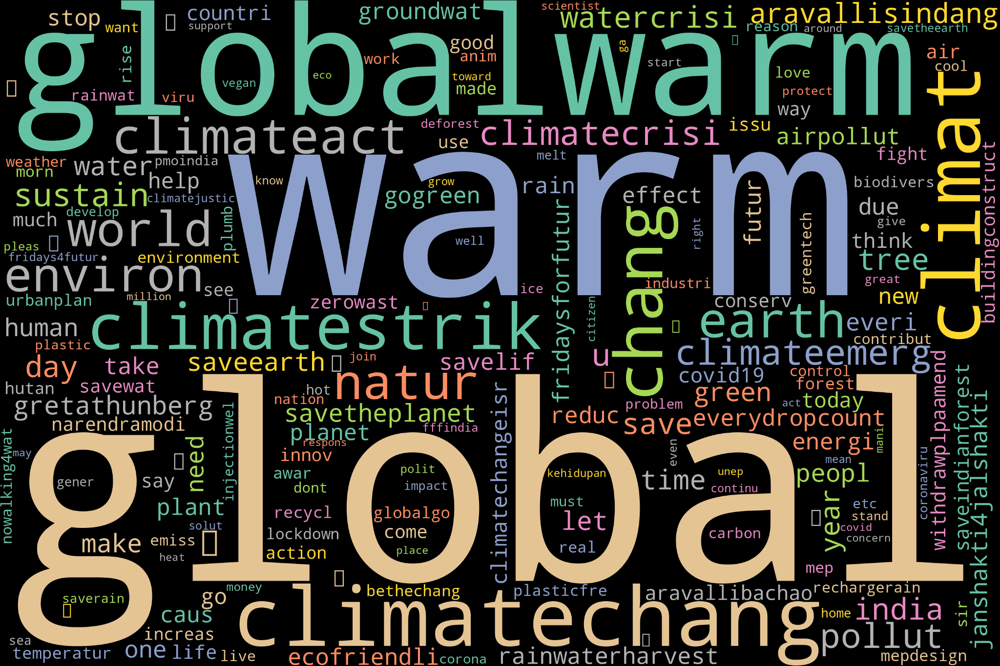 scientist
stop
want
countri
support
groundwat
watercrisi
aravallisindang
reason
around
savetheearth
globalwarm
rise
good
anim
work
ga
start
air
cool
vegan
eco
toward
made
love
protect
way
rainwat
viru
climat
climateact
deforest
use
climatecrisi
issu
airpollut
weather
morn
water
pmoindia
help
warm
know
melt
rain
grow
gogreen
effect
fight
biodivers
buildingconstruct
sustain
climatejustic
much
develop
world
plumb
due
give
think
pleas
fridays4futur
environment
well
fridaysforfutur
chang
right
futur
greentech
tree
environ
see
ice
industri
great
new
urbanplan
million
zerowast
citizen
conserv
human
climatestrik
earth
everi
plastic
contribut
day
take
saveearth
join
savelif
u
climateemerg
hutan
savewat
hot
natur
covid19
control
forest
gretathunberg
nation
savetheplanet
problem
green
act
today
narendramodi
planet
fffindia
reduc
save
everydropcount
withdrawplpaamend
saveindianforest
janshakti4jalshakti
nowalking4wat
may
need
injectionwel
respons
innov
climatechangeisr
even
energi
mani
mean
coronaviru
global
gener
say
awar
dont
polit
impact
kehidupan
time
unep
continu
peopl
plant
recycl
globalgo
must
year
etc
stand
solut
lockdown
come
let
carbon
covid
concern
make
emiss
heat
action
place
real
mep
saverain
money
go
bethechang
plasticfre
aravallibachao
rechargerain
caus
climatechang
home
india
sir
sea
increas
pollut
temperatur
one
life
live
ecofriendli
corona
rainwaterharvest
mepdesign